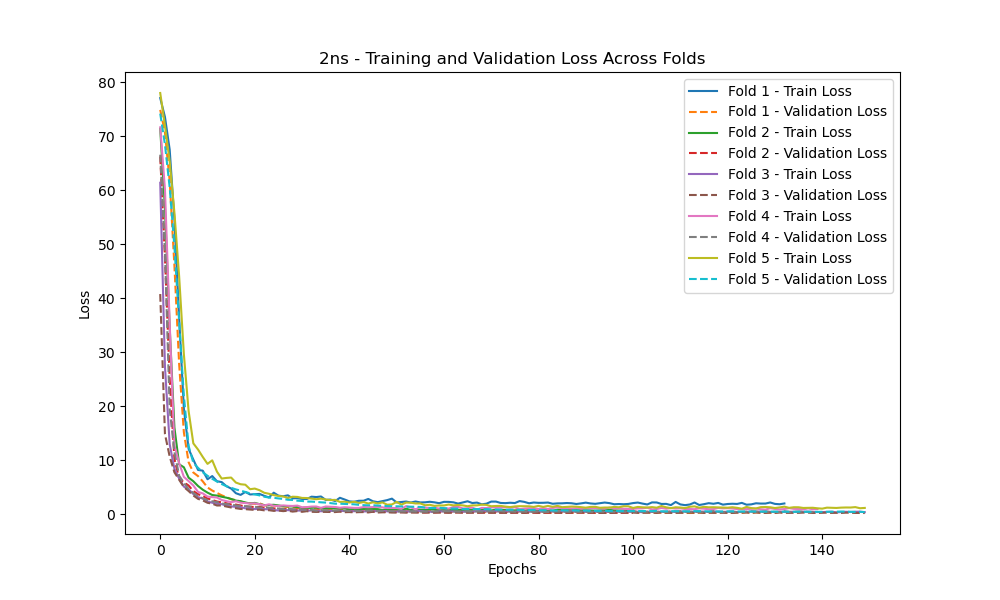 2ns - Training and Validation Loss Across Folds
80
70
60
50
40
30
20
10
0
Loss
Fold 1 - Train Loss
Fold 1 - Validation Loss
Fold 2 - Train Loss
Fold 2 - Validation Loss
Fold 3 - Train Loss
Fold 3 - Validation Loss
Fold 4 - Train Loss
Fold 4 - Validation Loss
Fold 5 - Train Loss
Fold 5 - Validation Loss
0 20 40 60 80 100 120 140
Epochs